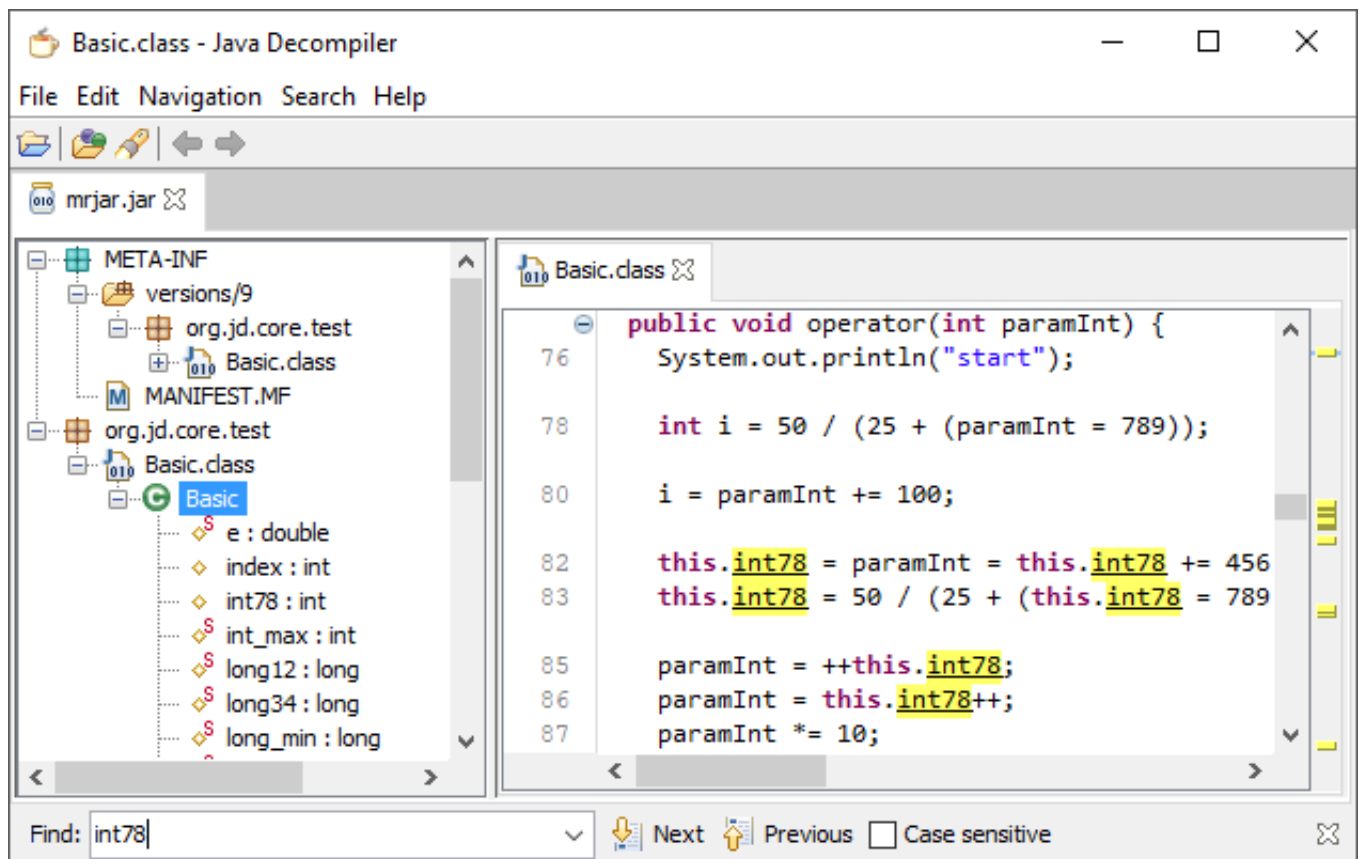 Basic.class - Java Decompiler
File Edit Navigation Search Help
mrjar.jar
META-INF
versions/9
org.jd.core.test
Basic.class
MANIFEST.MF
org.jd.core.test
Basic.class
Basic
e : double
index : int
int78 : int
int_max : int
long12 : long
long34 : long
long_min : long
Basic.class
public void operator(int paramInt) {
76 System.out.println("start");
78 int i = 50 / (25 + (paramInt = 789));
80 i = paramInt += 100;
82 this.int78 = paramInt = this.int78 += 456
83 this.int78 = 50 / (25 + (this.int78 = 789
85 paramInt = ++this.int78;
86 paramInt = this.int78++;
87 paramInt *= 10;
Find: int78 Next Previous Case sensitive